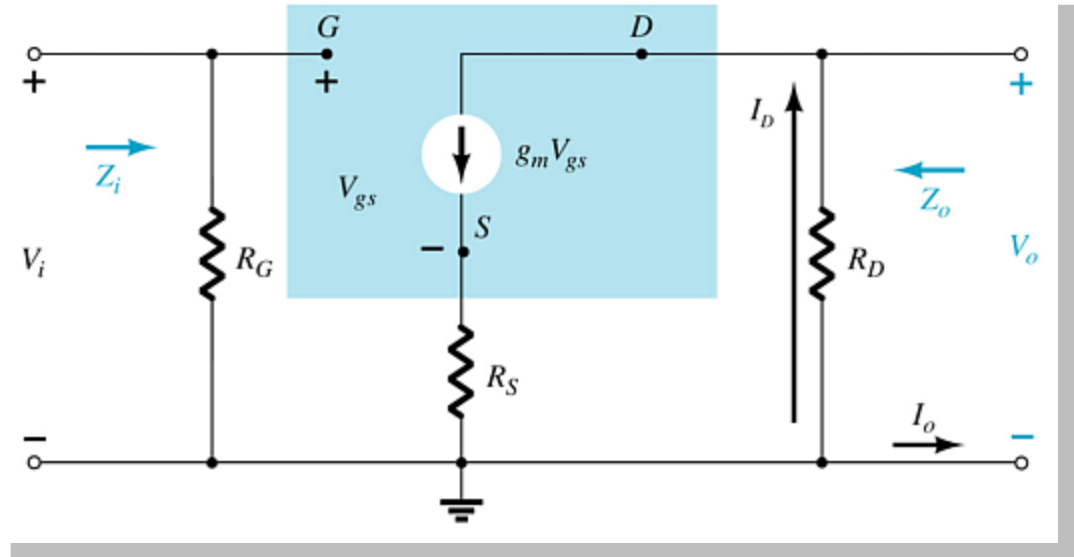 G
D
+
+
+
I_D
g_mV_gs
Z_i
Z_o
V_gs
S
−
V_i
R_G
R_D
V_o
R_S
I_o
−
−